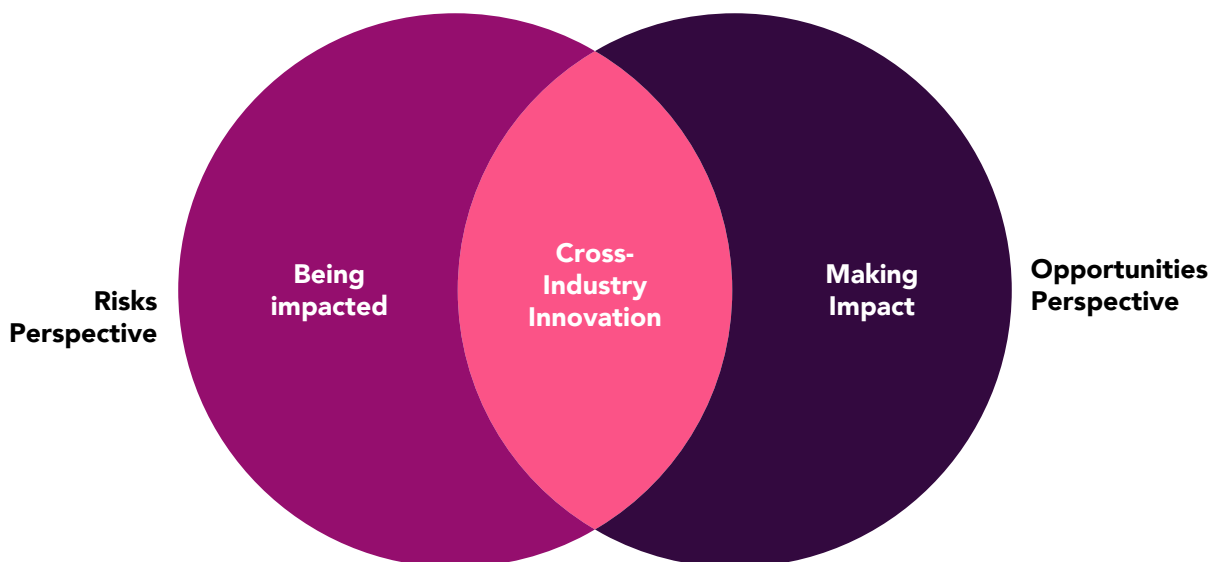 Risks
Perspective
Being
impacted
Cross-
Industry
Innovation
Making
Impact
Opportunities
Perspective